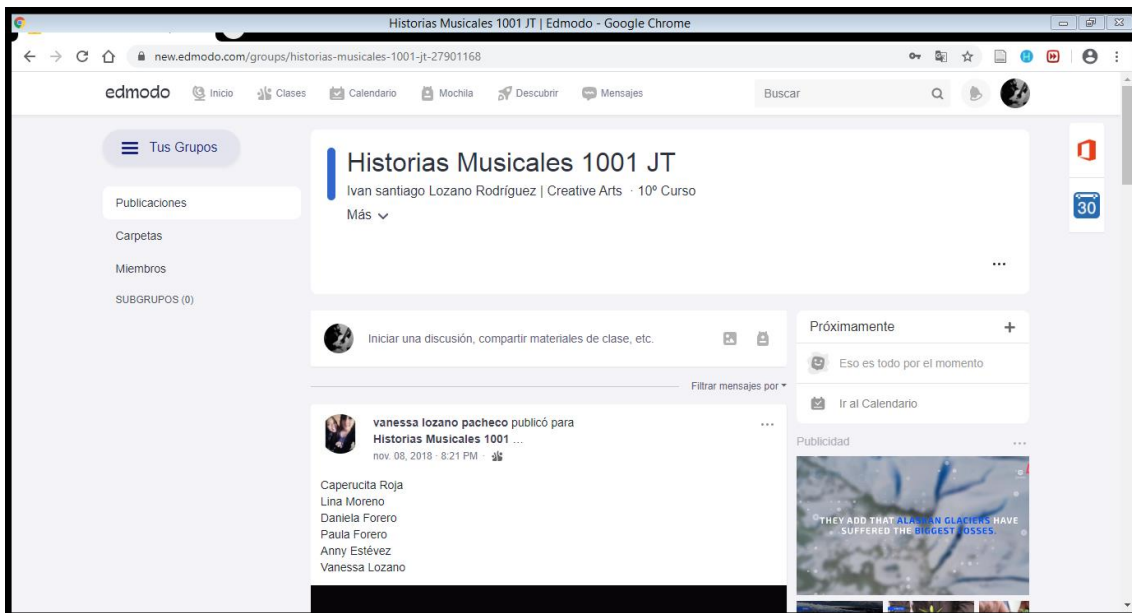 Historias Musicales 1001 JT | Edmodo - Google Chrome
new.edmodo.com/groups/historias-musicales-1001-jt-27901168
edmodo Inicio Clases Calendario Mochila Descubrir Mensajes Buscar
Tus Grupos
Publicaciones
Carpetas
Miembros
SUBGRUPOS (0)
Historias Musicales 1001 JT
Ivan santiago Lozano Rodríguez | Creative Arts · 10º Curso
Más
...
Iniciar una discusión, compartir materiales de clase, etc.
Filtrar mensajes por
vanessa lozano pacheco publicó para
Historias Musicales 1001 ...
nov. 08, 2018 · 8:21 PM ·
...
Caperucita Roja
Lina Moreno
Daniela Forero
Paula Forero
Anny Estévez
Vanessa Lozano
Próximamente +
Eso es todo por el momento
Ir al Calendario
Publicidad ...
THEY ADD THAT ALASKAN GLACIERS HAVE
SUFFERED THE BIGGEST LOSSES.
30